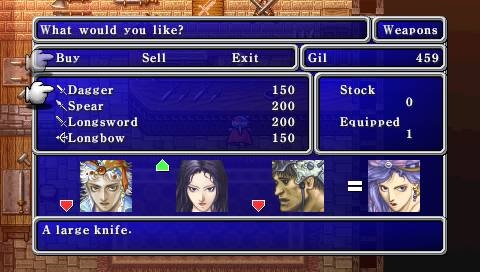 What would you like?
Weapons
Buy Sell Exit
Gil 459
Dagger 150
Spear 200
Longsword 200
Longbow 150
Stock
0
Equipped
1
A large knife.